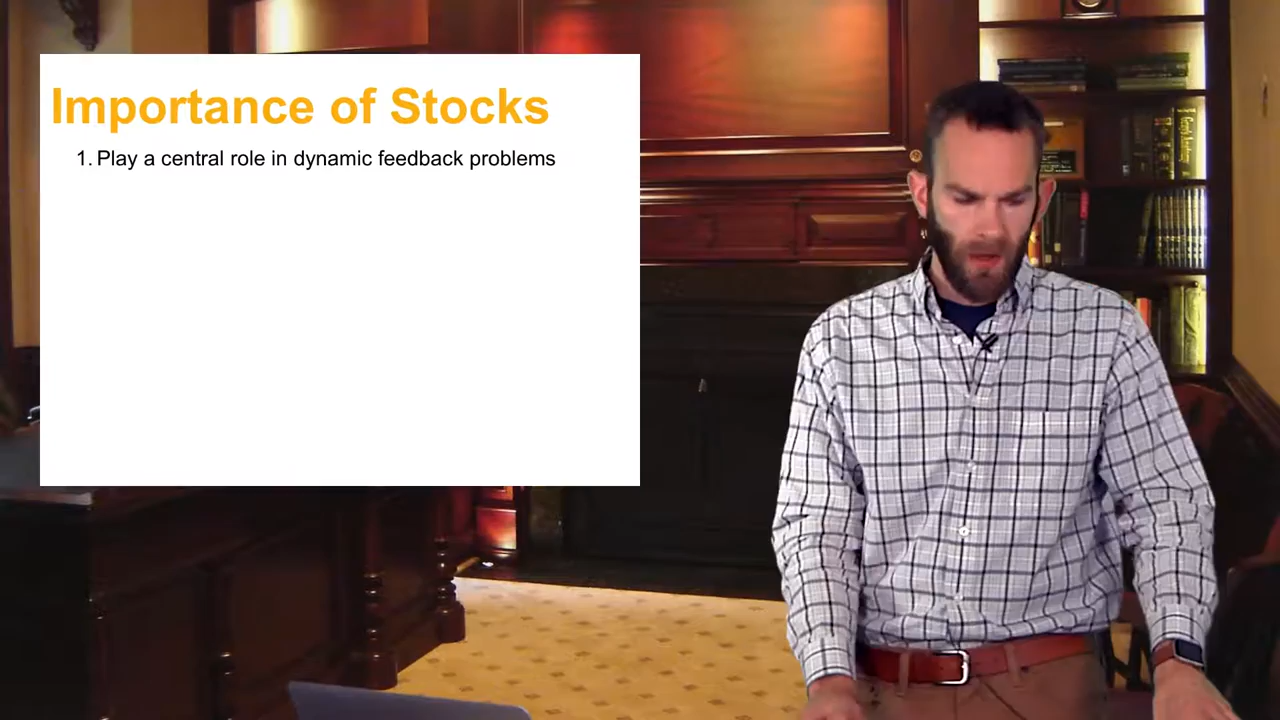 Importance of Stocks
1. Play a central role in dynamic feedback problems